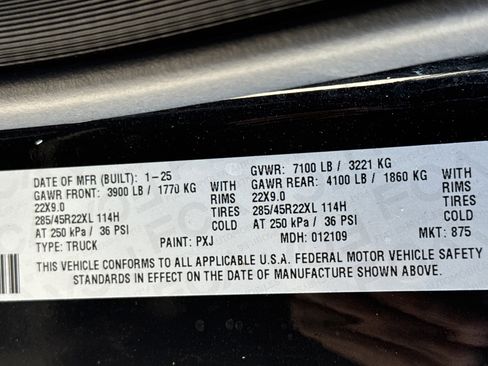 DATE OF MFR (BUILT): 1-25 GVWR: 7100 LB / 3221 KG
GAWR FRONT: 3900 LB / 1770 KG WITH GAWR REAR: 4100 LB / 1860 KG WITH
22X9.0 RIMS 22X9.0 RIMS
285/45R22XL 114H TIRES 285/45R22XL 114H TIRES
AT 250 kPa / 36 PSI COLD AT 250 kPa / 36 PSI COLD
TYPE: TRUCK PAINT: PXJ MDH: 012109 MKT: 875
THIS VEHICLE CONFORMS TO ALL APPLICABLE U.S.A. FEDERAL MOTOR VEHICLE SAFETY
STANDARDS IN EFFECT ON THE DATE OF MANUFACTURE SHOWN ABOVE.